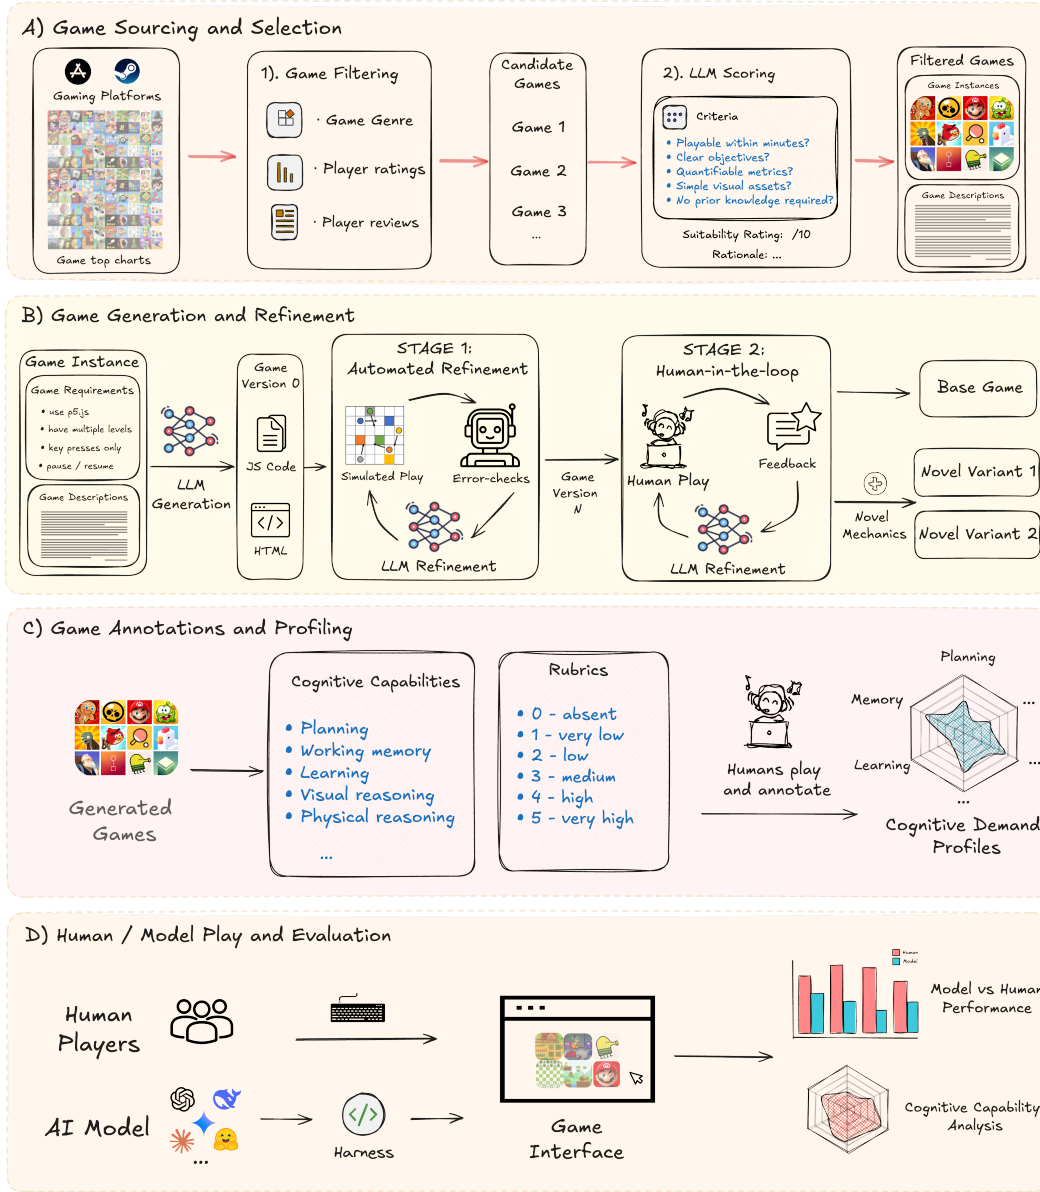 A) Game Sourcing and Selection
Gaming Platforms
Game top charts
1). Game Filtering
· Game Genre
· Player ratings
· Player reviews
Candidate
Games
Game 1
Game 2
Game 3
...
2). LLM Scoring
Criteria
• Playable within minutes?
• Clear objectives?
• Quantifiable metrics?
• Simple visual assets?
• No prior knowledge required?
Suitability Rating: /10
Rationale: ...
Filtered Games
Game Instances
Game Descriptions
B) Game Generation and Refinement
Game Instance
Game Requirements
• use p5.js
• have multiple levels
• key presses only
• pause / resume
Game Descriptions
LLM
Generation
Game
Version 0
JS Code
HTML
STAGE 1:
Automated Refinement
Simulated Play
Error-checks
LLM Refinement
Game
Version
N
STAGE 2:
Human-in-the-loop
Human Play
Feedback
LLM Refinement
Novel
Mechanics
Base Game
Novel Variant 1
Novel Variant 2
C) Game Annotations and Profiling
Generated
Games
Cognitive Capabilities
• Planning
• Working memory
• Learning
• Visual reasoning
• Physical reasoning
...
Rubrics
• 0 - absent
• 1 - very low
• 2 - low
• 3 - medium
• 4 - high
• 5 - very high
Humans play
and annotate
Planning
Memory
...
Learning
...
...
Cognitive Demand
Profiles
D) Human / Model Play and Evaluation
Human
Players
AI Model
...
Harness
Game
Interface
Human
Model
Model vs Human
Performance
Cognitive Capability
Analysis